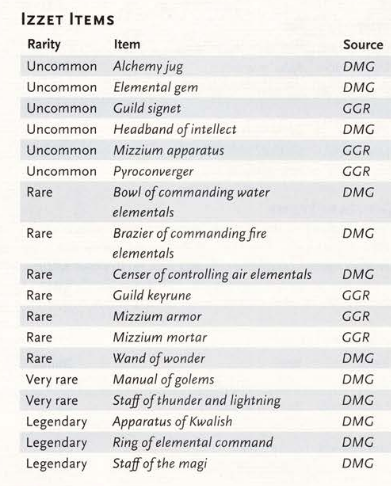 Izzet Items
Rarity Item Source
Uncommon Alchemy jug DMG
Uncommon Elemental gem DMG
Uncommon Guild signet GGR
Uncommon Headband of intellect DMG
Uncommon Mizzium apparatus GGR
Uncommon Pyroconverger GGR
Rare Bowl of commanding water DMG
elementals
Rare Brazier of commanding fire DMG
elementals
Rare Censer of controlling air elementals DMG
Rare Guild keyrune GGR
Rare Mizzium armor GGR
Rare Mizzium mortar GGR
Rare Wand of wonder DMG
Very rare Manual of golems DMG
Very rare Staff of thunder and lightning DMG
Legendary Apparatus of Kwalish DMG
Legendary Ring of elemental command DMG
Legendary Staff of the magi DMG